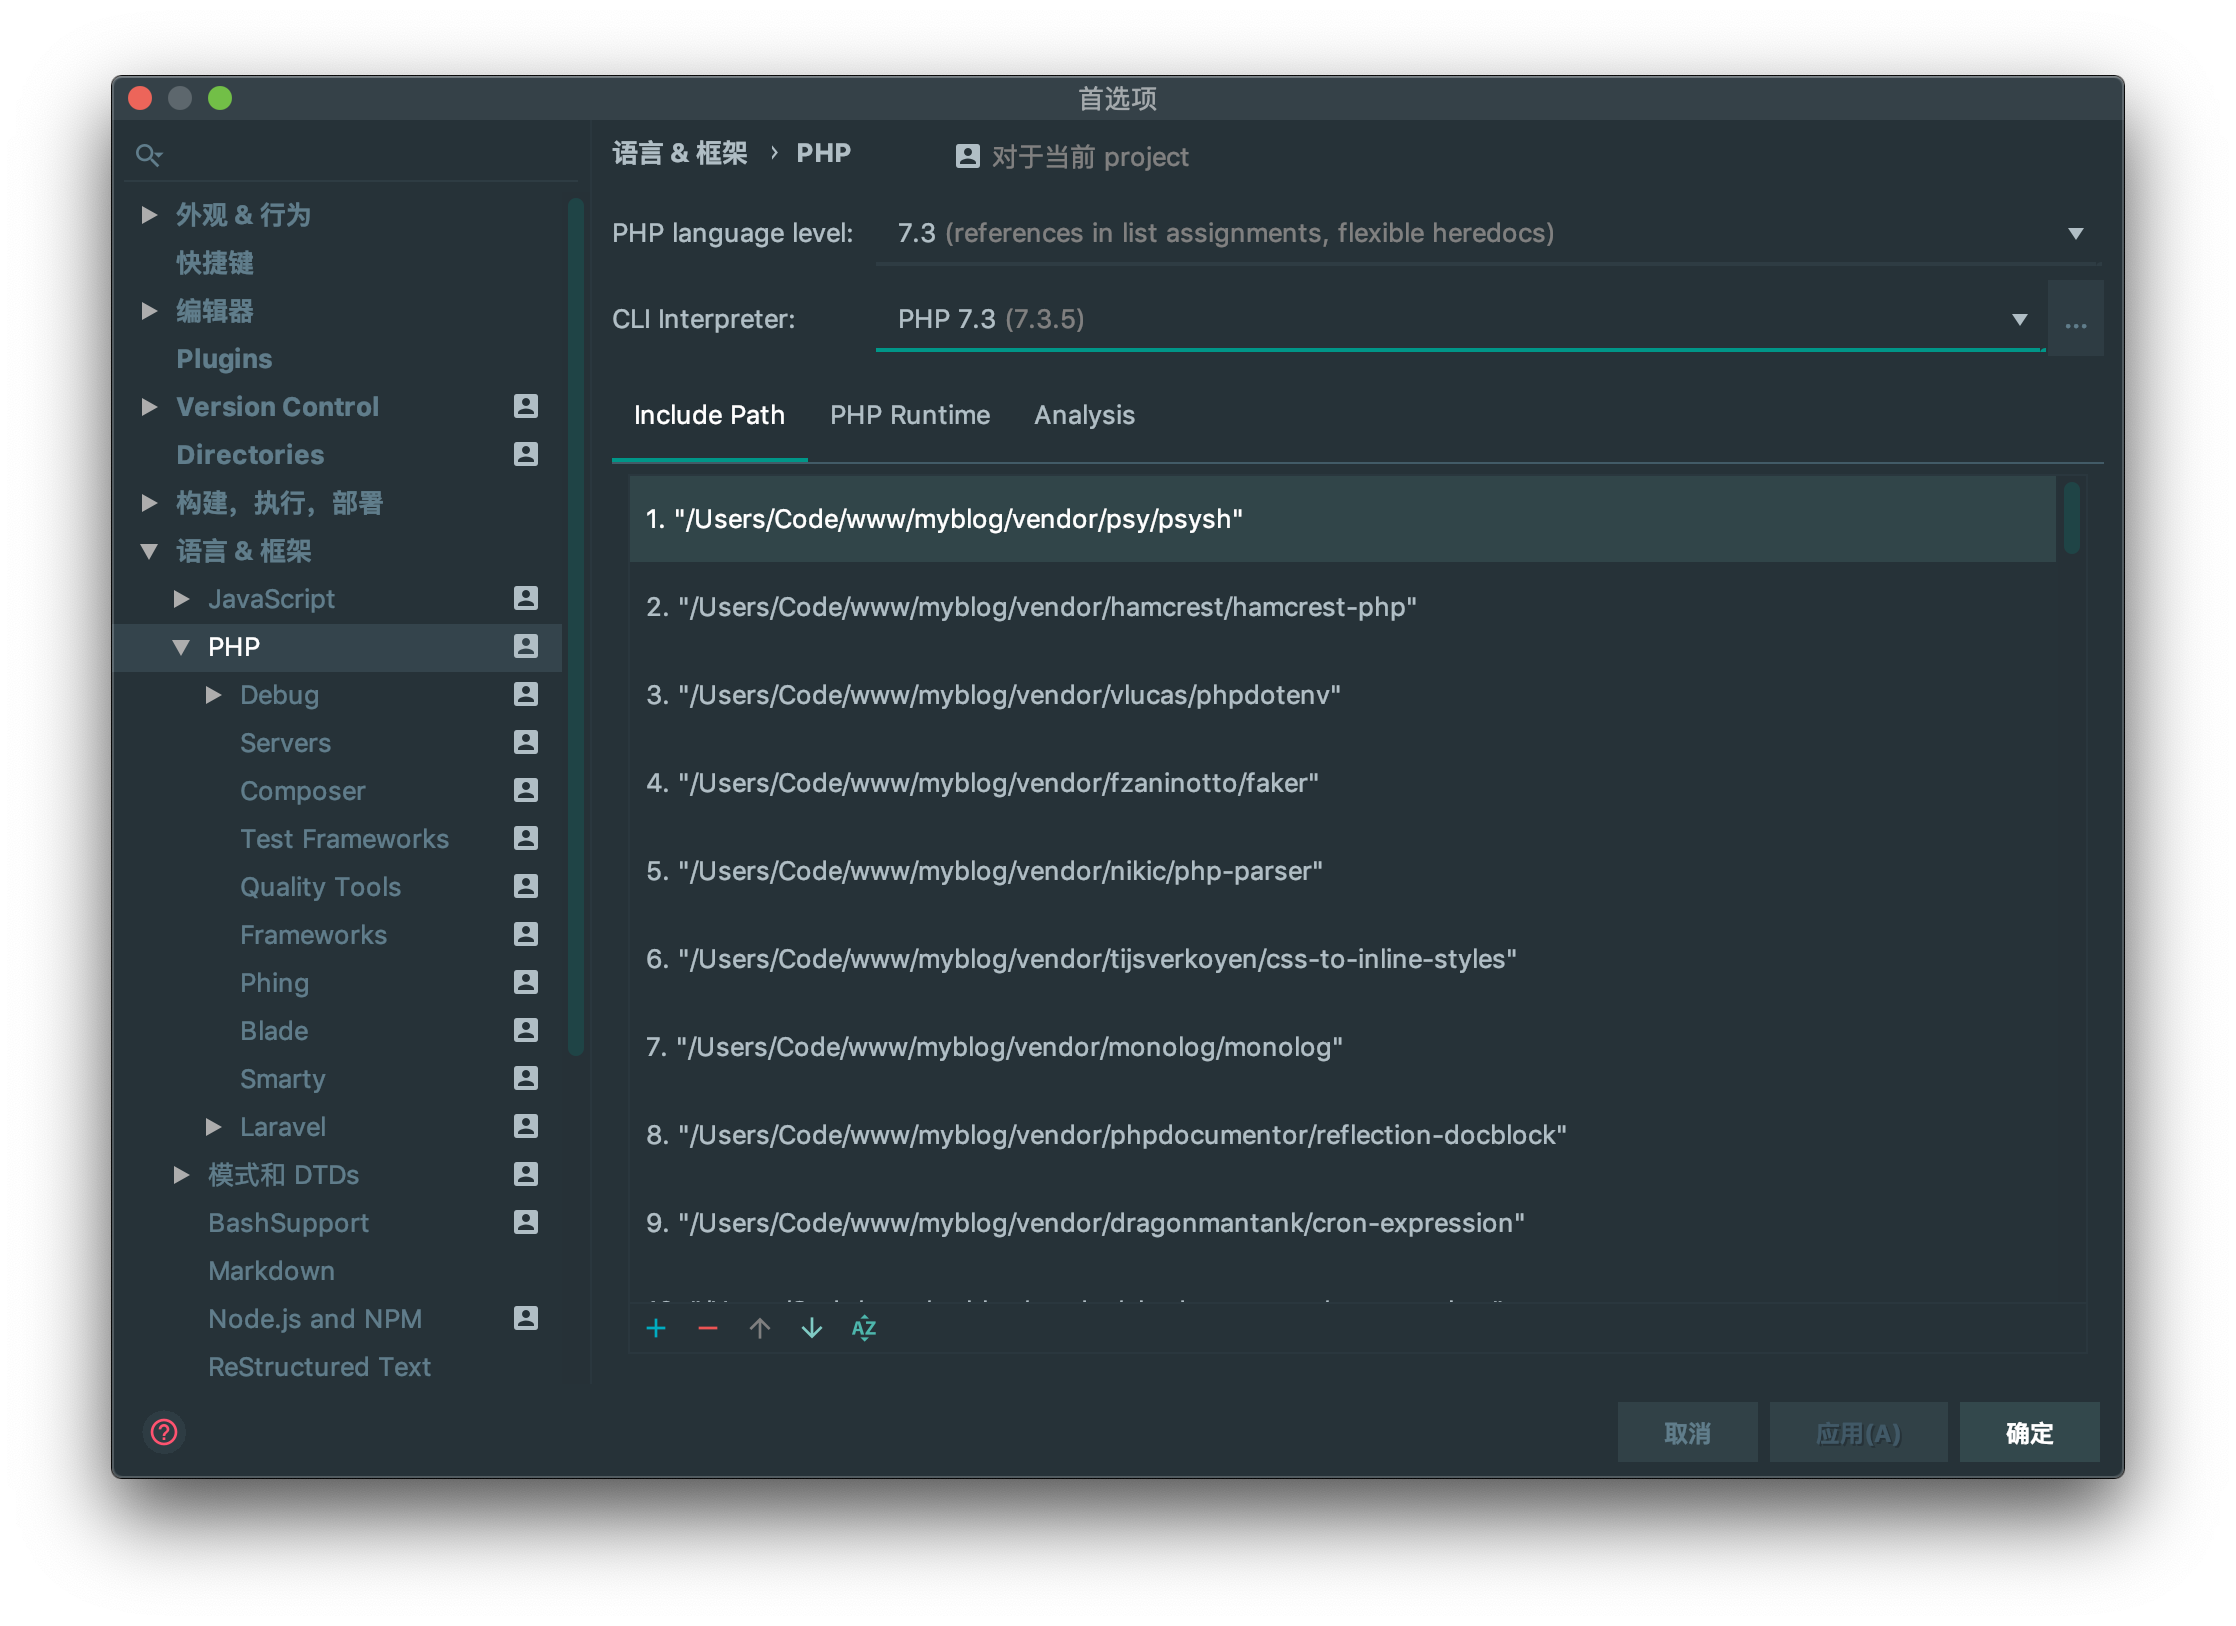 首选项
外观 & 行为
快捷键
编辑器
Plugins
Version Control
Directories
构建，执行，部署
语言 & 框架
JavaScript
PHP
Debug
Servers
Composer
Test Frameworks
Quality Tools
Frameworks
Phing
Blade
Smarty
Laravel
模式和 DTDs
BashSupport
Markdown
Node.js and NPM
ReStructured Text
语言 & 框架 › PHP
对于当前 project
PHP language level: 7.3 (references in list assignments, flexible heredocs)
CLI Interpreter: PHP 7.3 (7.3.5) ...
Include Path PHP Runtime Analysis
1. "/Users/Code/www/myblog/vendor/psy/psysh"
2. "/Users/Code/www/myblog/vendor/hamcrest/hamcrest-php"
3. "/Users/Code/www/myblog/vendor/vlucas/phpdotenv"
4. "/Users/Code/www/myblog/vendor/fzaninotto/faker"
5. "/Users/Code/www/myblog/vendor/nikic/php-parser"
6. "/Users/Code/www/myblog/vendor/tijsverkoyen/css-to-inline-styles"
7. "/Users/Code/www/myblog/vendor/monolog/monolog"
8. "/Users/Code/www/myblog/vendor/phpdocumentor/reflection-docblock"
9. "/Users/Code/www/myblog/vendor/dragonmantank/cron-expression"
AZ
?
取消 应用(A) 确定